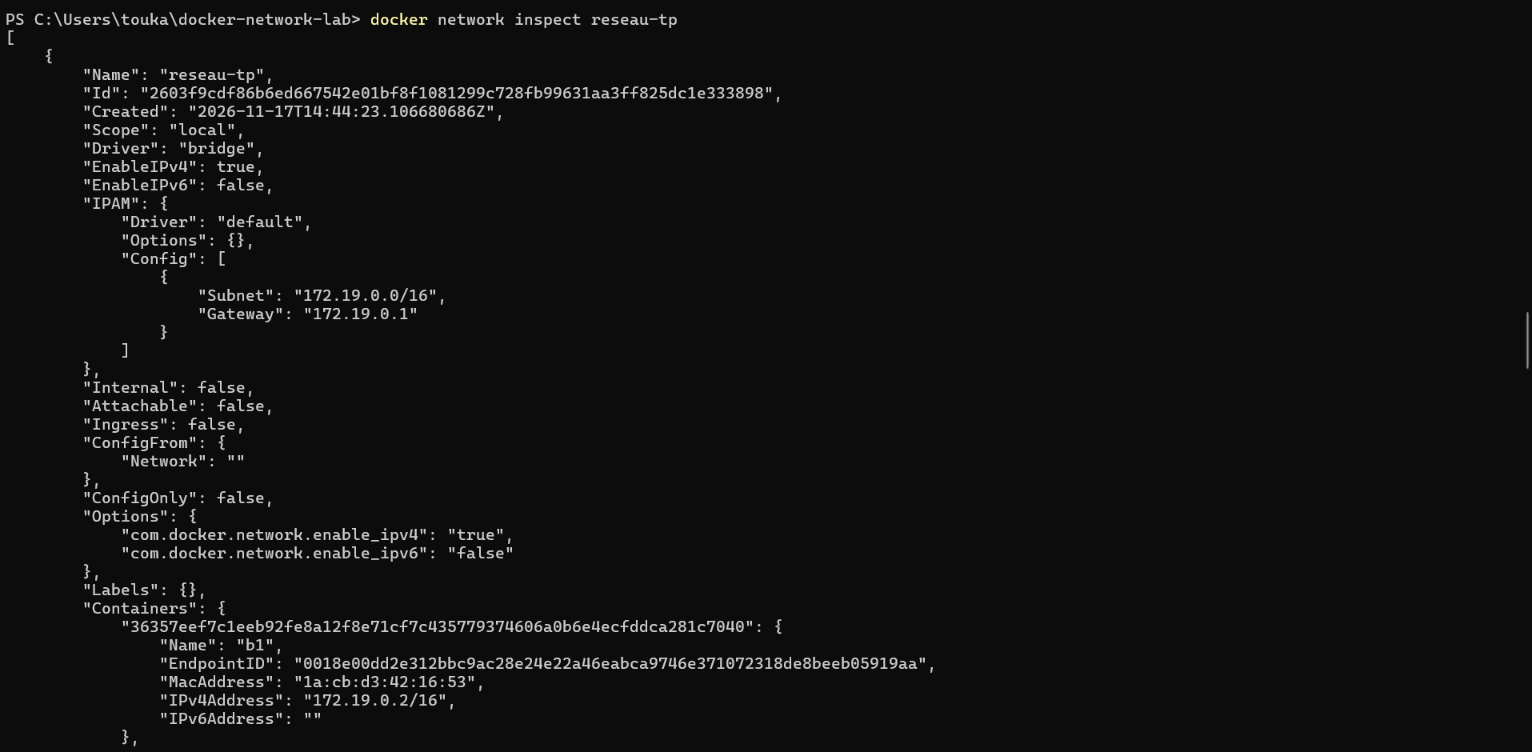 PS C:\Users\touka\docker-network-lab> docker network inspect reseau-tp
[
    {
        "Name": "reseau-tp",
        "Id": "2603f9cdf86b6ed667542e01bf8f1081299c728fb99631aa3ff825dc1e333898",
        "Created": "2026-11-17T14:44:23.106680686Z",
        "Scope": "local",
        "Driver": "bridge",
        "EnableIPv4": true,
        "EnableIPv6": false,
        "IPAM": {
            "Driver": "default",
            "Options": {},
            "Config": [
                {
                    "Subnet": "172.19.0.0/16",
                    "Gateway": "172.19.0.1"
                }
            ]
        },
        "Internal": false,
        "Attachable": false,
        "Ingress": false,
        "ConfigFrom": {
            "Network": ""
        },
        "ConfigOnly": false,
        "Options": {
            "com.docker.network.enable_ipv4": "true",
            "com.docker.network.enable_ipv6": "false"
        },
        "Labels": {},
        "Containers": {
            "36357eef7c1eeb92fe8a12f8e71cf7c435779374606a0b6e4ecfddca281c7040": {
                "Name": "b1",
                "EndpointID": "0018e00dd2e312bbc9ac28e24e22a46eabca9746e371072318de8beeb05919aa",
                "MacAddress": "1a:cb:d3:42:16:53",
                "IPv4Address": "172.19.0.2/16",
                "IPv6Address": ""
            },